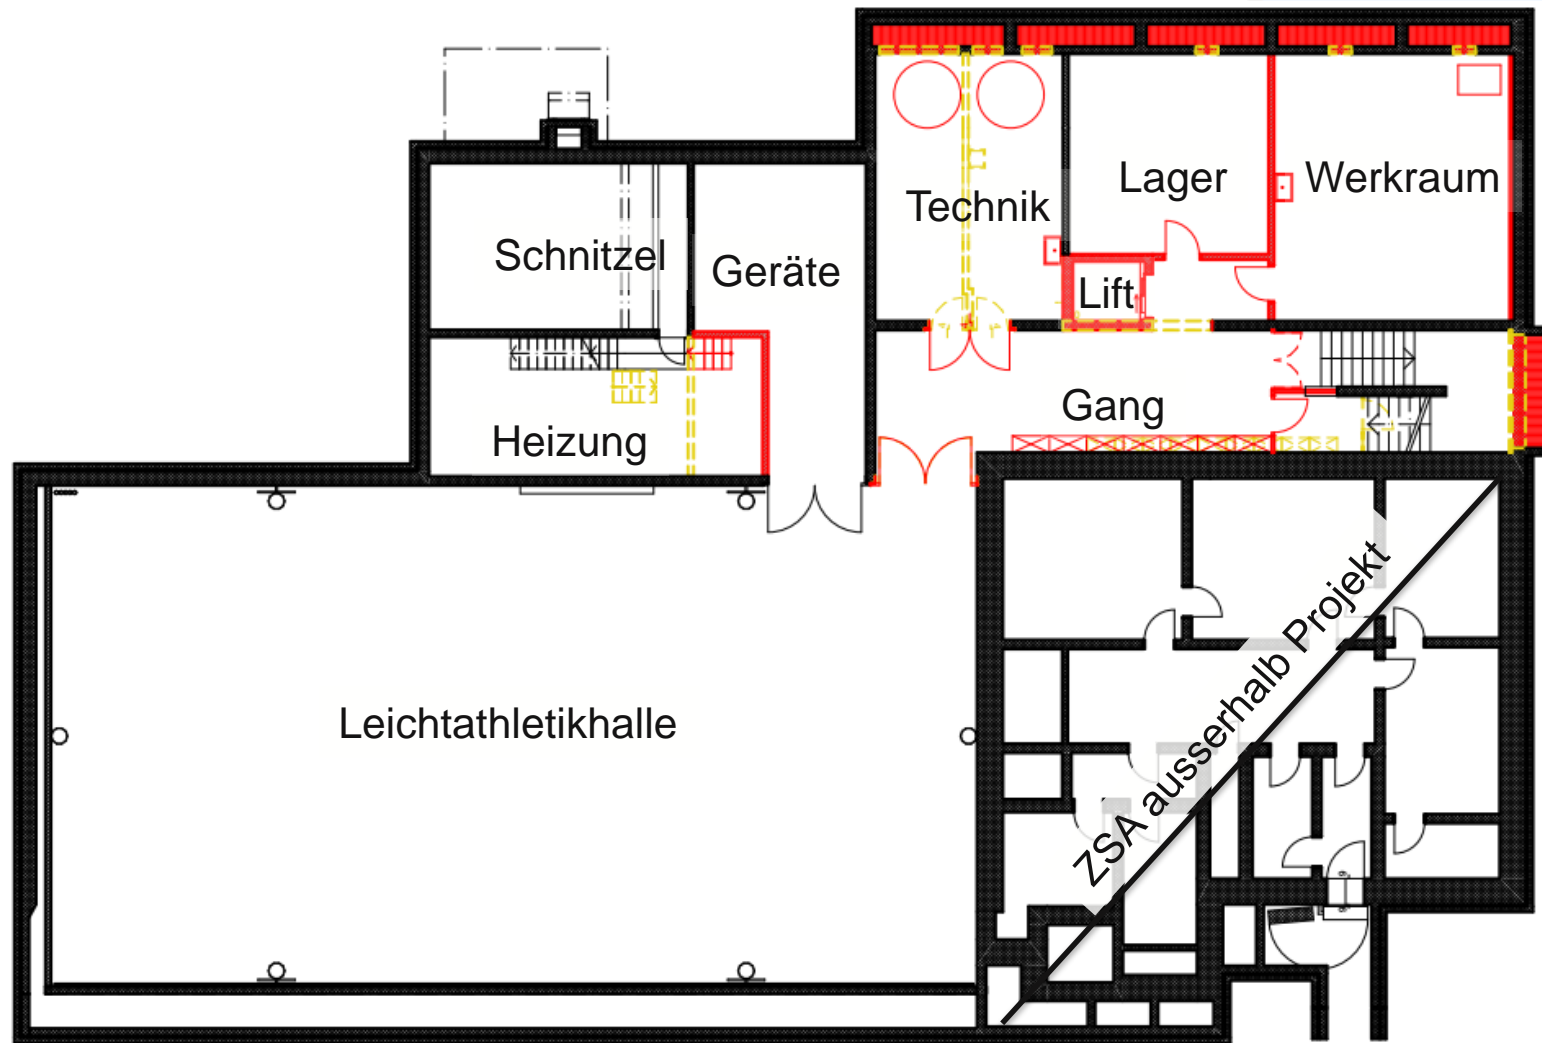 Lager
Werkraum
Technik
Schnitzel
Geräte
Lift
Gang
Heizung
ZSA ausserhalb Projekt
Leichtathletikhalle